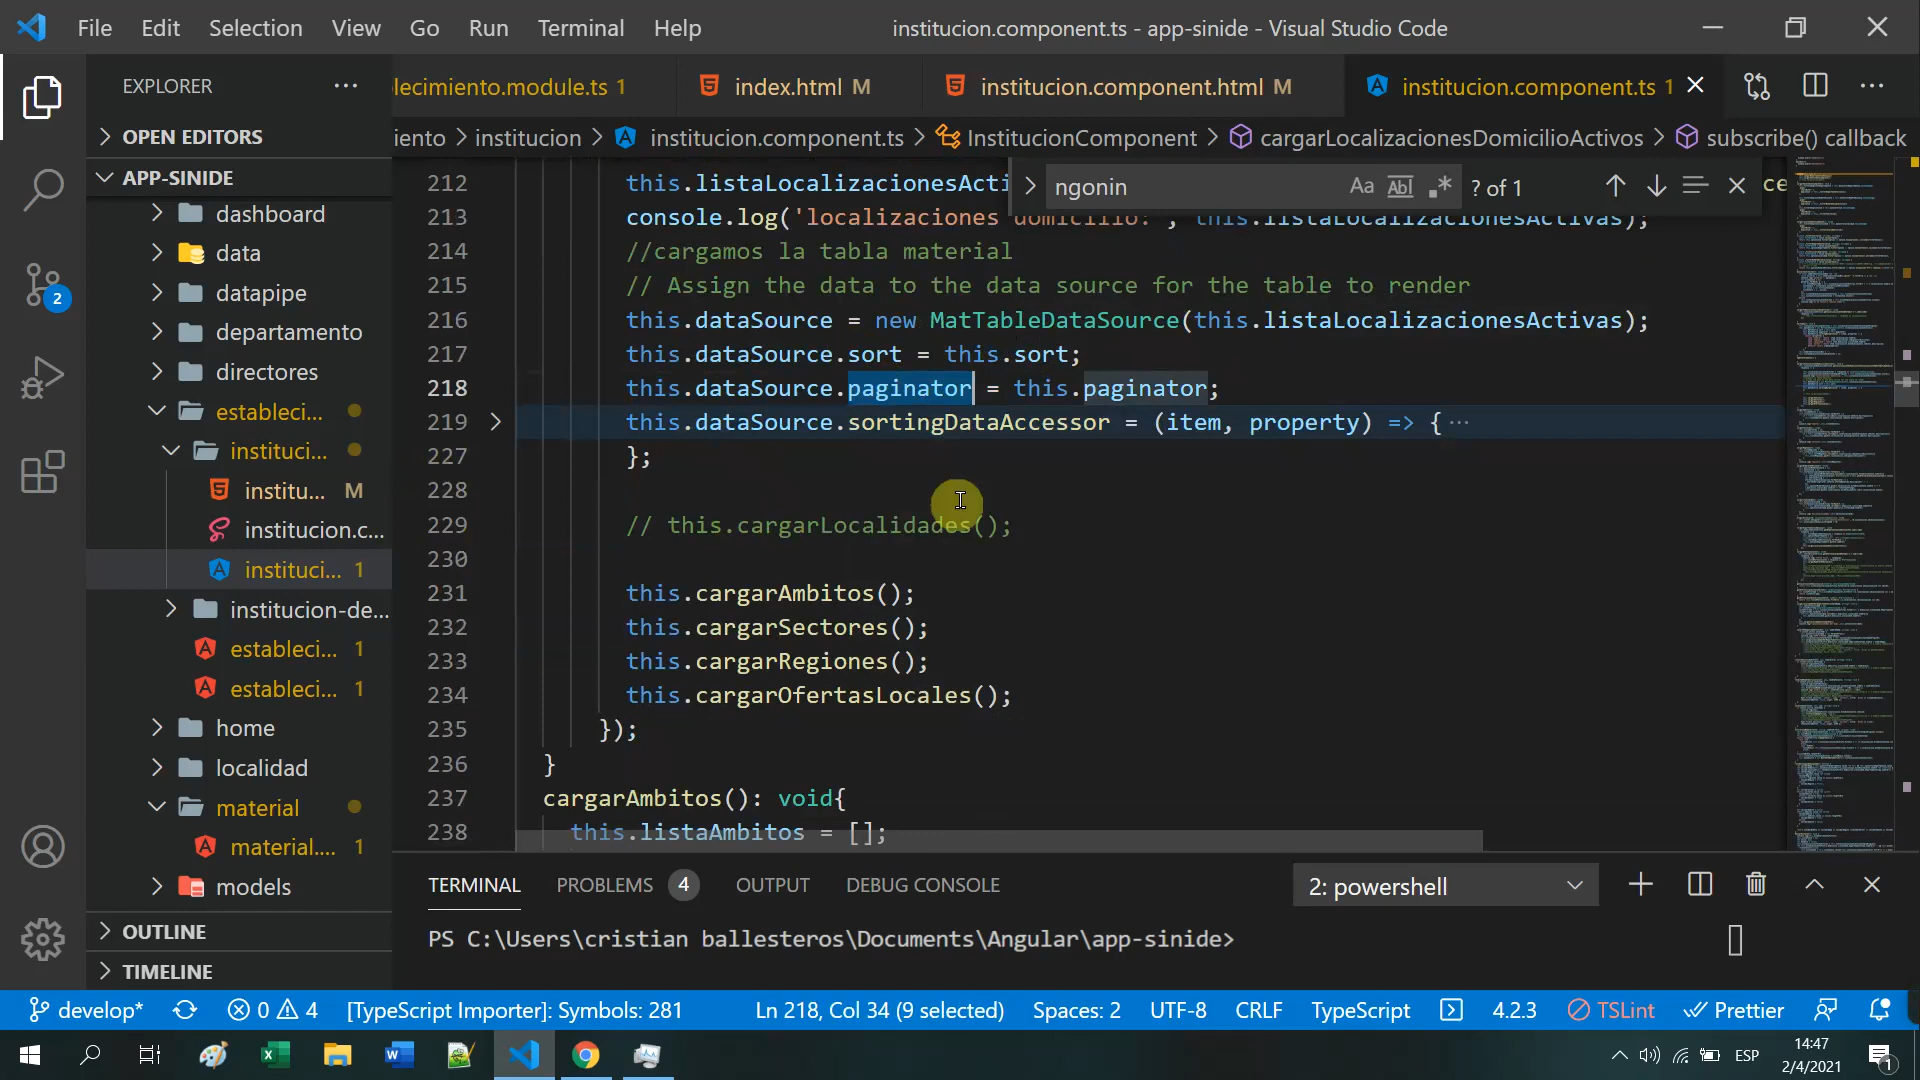 File Edit Selection View Go Run Terminal Help institucion.component.ts - app-sinide - Visual Studio Code
EXPLORER ···
lecimiento.module.ts 1 index.html M institucion.component.html M institucion.component.ts 1
OPEN EDITORS
iento > institucion > institucion.component.ts > InstitucionComponent > cargarLocalizacionesDomicilioActivos > subscribe() callback
APP-SINIDE
dashboard
data
datapipe
departamento
directores
estableci...
instituci...
institu... M
institucion.c...
instituci... 1
institucion-de...
estableci... 1
estableci... 1
home
localidad
material
material.... 1
models
OUTLINE
TIMELINE
2
ngonin Aa Abl .* ? of 1
212 this.listaLocalizacionesActi
213 console.log('localizaciones domicilio: ', this.listaLocalizacionesActivas);
214 //cargamos la tabla material
215 // Assign the data to the data source for the table to render
216 this.dataSource = new MatTableDataSource(this.listaLocalizacionesActivas);
217 this.dataSource.sort = this.sort;
218 this.dataSource.paginator = this.paginator;
219 this.dataSource.sortingDataAccessor = (item, property) => { ···
227 };
228
229 // this.cargarLocalidades();
230
231 this.cargarAmbitos();
232 this.cargarSectores();
233 this.cargarRegiones();
234 this.cargarOfertasLocales();
235 });
236 }
237 cargarAmbitos(): void{
238 this.listaAmbitos = [];
TERMINAL PROBLEMS 4 OUTPUT DEBUG CONSOLE 2: powershell
PS C:\Users\cristian ballesteros\Documents\Angular\app-sinide>
develop* 0 4 [TypeScript Importer]: Symbols: 281 Ln 218, Col 34 (9 selected) Spaces: 2 UTF-8 CRLF TypeScript 4.2.3 TSLint Prettier
ESP 14:47
2/4/2021
1